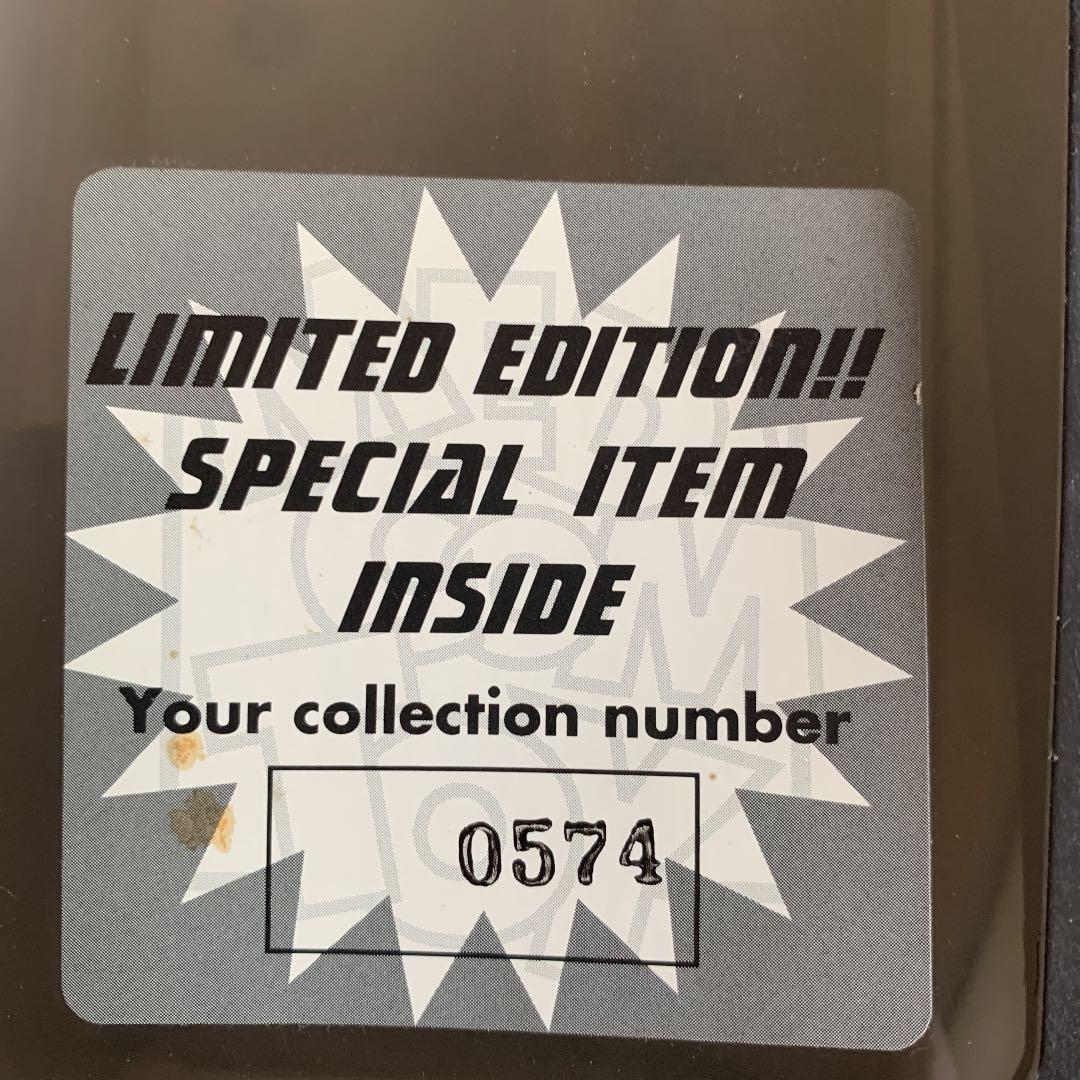 LIMITED EDITION!!
SPECIAL ITEM
INSIDE
Your collection number
0574